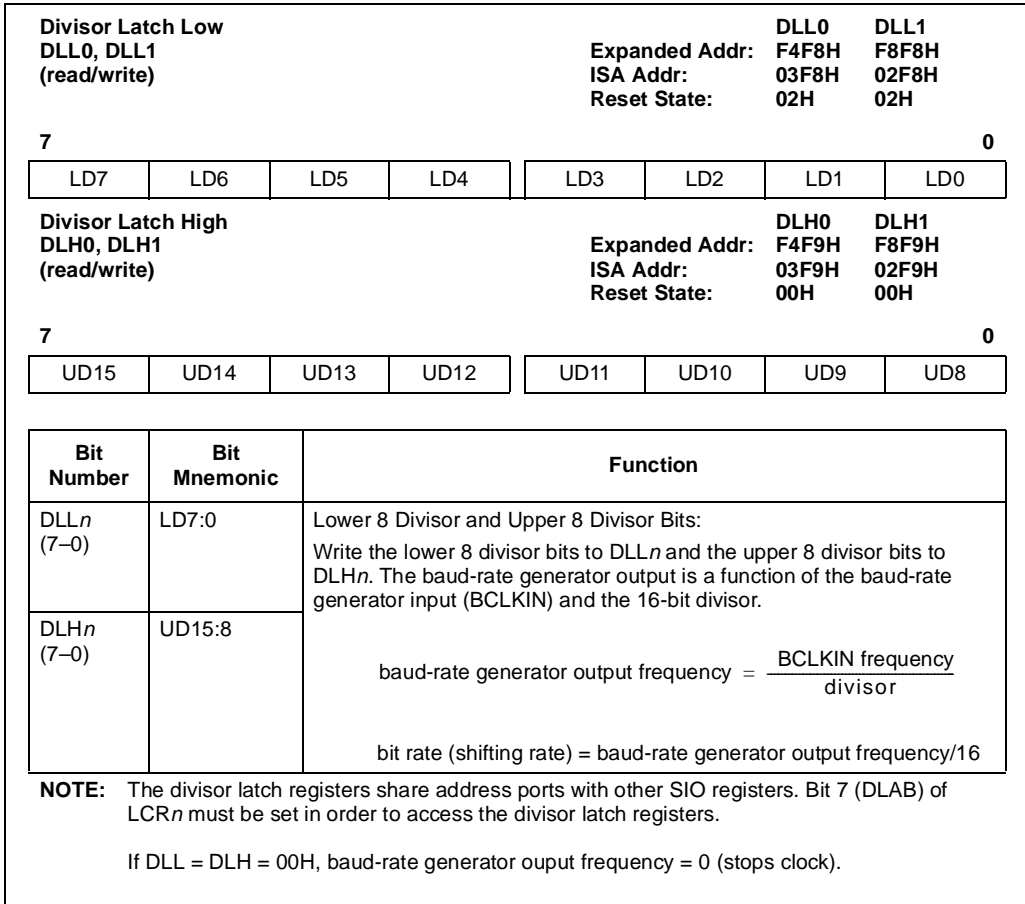 Divisor Latch Low DLL0 DLL1
DLL0, DLL1 Expanded Addr: F4F8H F8F8H
(read/write) ISA Addr: 03F8H 02F8H
Reset State: 02H 02H
7 0
LD7 LD6 LD5 LD4 LD3 LD2 LD1 LD0
Divisor Latch High DLH0 DLH1
DLH0, DLH1 Expanded Addr: F4F9H F8F9H
(read/write) ISA Addr: 03F9H 02F9H
Reset State: 00H 00H
7 0
UD15 UD14 UD13 UD12 UD11 UD10 UD9 UD8
Bit Number Bit Mnemonic Function
DLLn (7–0) LD7:0 Lower 8 Divisor and Upper 8 Divisor Bits:
Write the lower 8 divisor bits to DLLn and the upper 8 divisor bits to
DLHn. The baud-rate generator output is a function of the baud-rate
generator input (BCLKIN) and the 16-bit divisor.
DLHn (7–0) UD15:8
baud-rate generator output frequency = BCLKIN frequency
divisor
bit rate (shifting rate) = baud-rate generator output frequency/16
NOTE: The divisor latch registers share address ports with other SIO registers. Bit 7 (DLAB) of
LCRn must be set in order to access the divisor latch registers.
If DLL = DLH = 00H, baud-rate generator ouput frequency = 0 (stops clock).